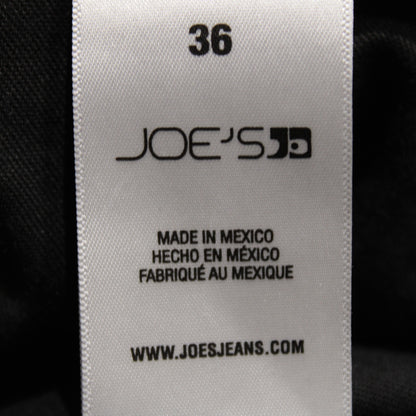 36
JOE'S
MADE IN MEXICO
HECHO EN MÉXICO
FABRIQUÉ AU MEXIQUE
WWW.JOESJEANS.COM